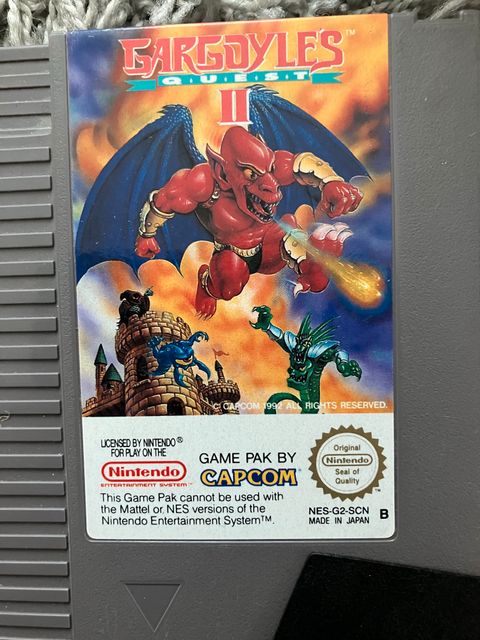 GARGOYLES™
QUEST
II
© CAPCOM 1992 ALL RIGHTS RESERVED.
LICENSED BY NINTENDO®
FOR PLAY ON THE
Nintendo
ENTERTAINMENT SYSTEM™
GAME PAK BY
CAPCOM
This Game Pak cannot be used with
the Mattel or NES versions of the
Nintendo Entertainment System™.
Original
Nintendo
Seal of
Quality
NES-G2-SCN
MADE IN JAPAN
B